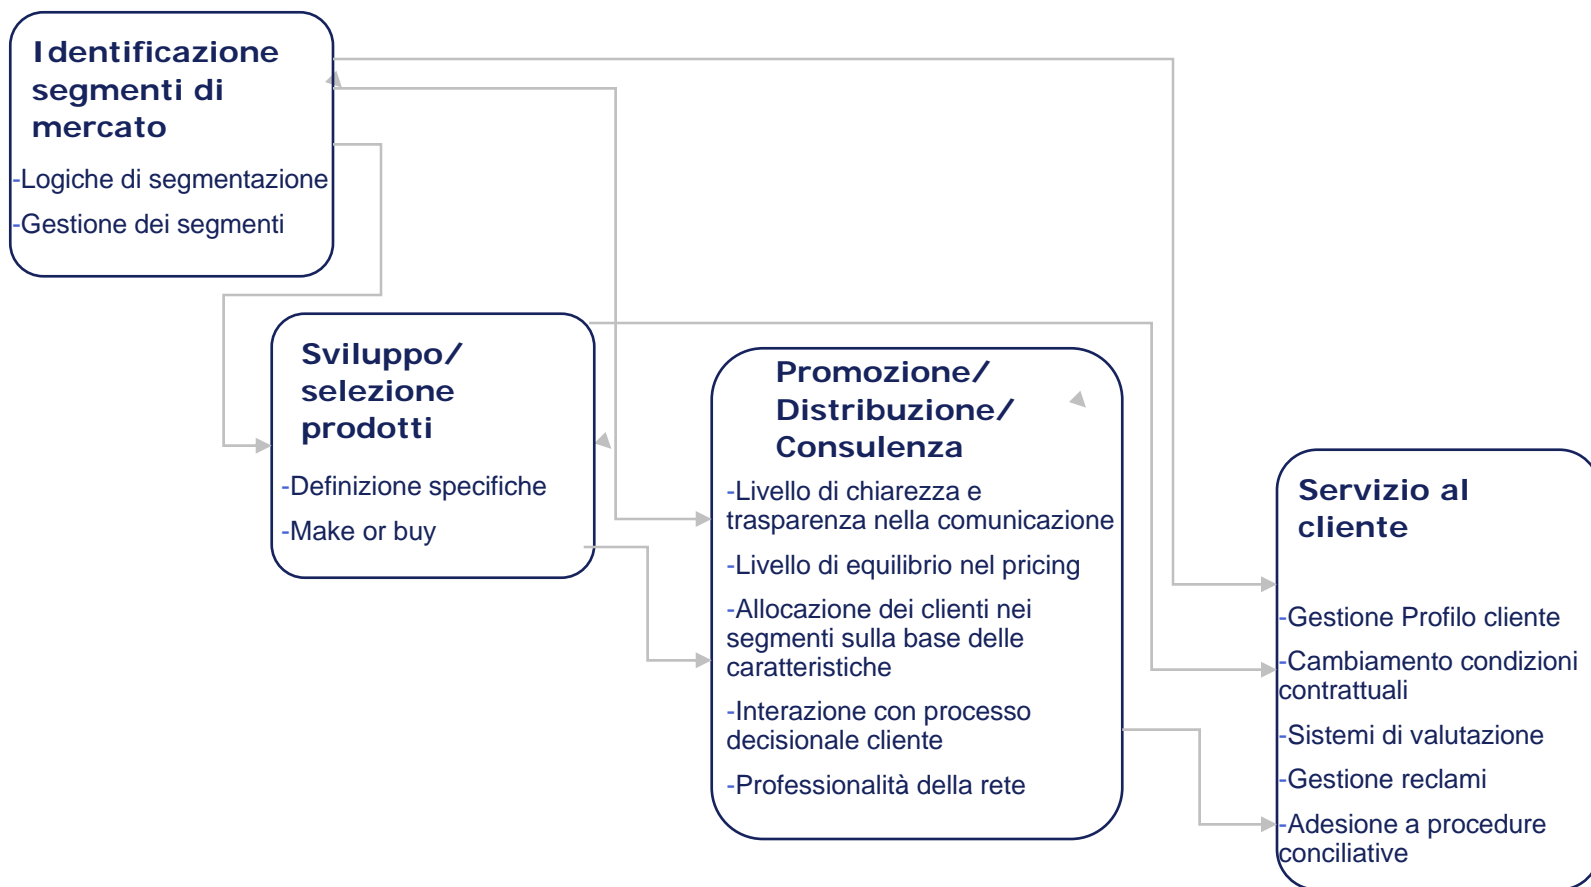 Identificazione
segmenti di
mercato
-Logiche di segmentazione
-Gestione dei segmenti
Sviluppo/
selezione
prodotti
-Definizione specifiche
-Make or buy
Promozione/
Distribuzione/
Consulenza
-Livello di chiarezza e
trasparenza nella comunicazione
-Livello di equilibrio nel pricing
-Allocazione dei clienti nei
segmenti sulla base delle
caratteristiche
-Interazione con processo
decisionale cliente
-Professionalità della rete
Servizio al
cliente
-Gestione Profilo cliente
-Cambiamento condizioni
contrattuali
-Sistemi di valutazione
-Gestione reclami
-Adesione a procedure
conciliative